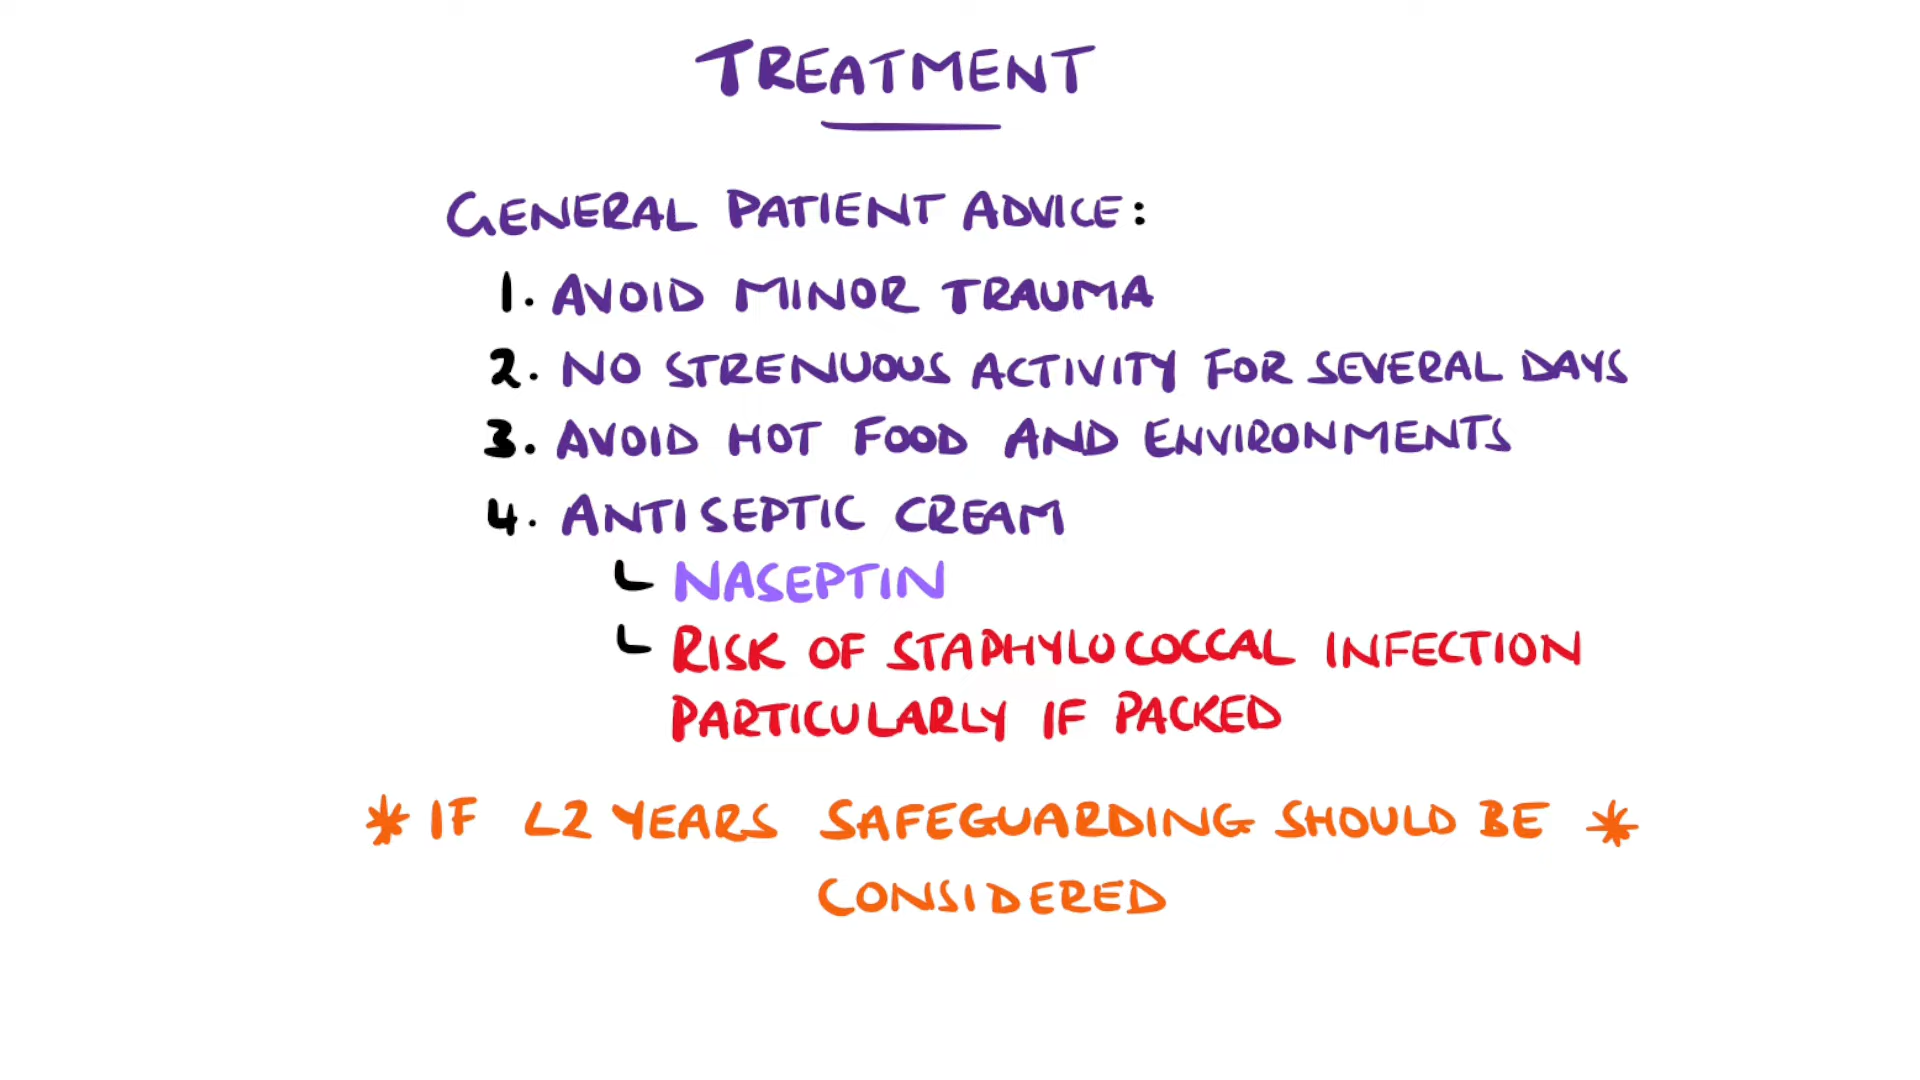 TREATMENT
GENERAL PATIENT ADVICE:
1. AVOID MINOR TRAUMA
2. NO STRENUOUS ACTIVITY FOR SEVERAL DAYS
3. AVOID HOT FOOD AND ENVIRONMENTS
4. ANTISEPTIC CREAM
NASEPTIN
RISK OF STAPHYLOCOCCAL INFECTION
PARTICULARLY IF PACKED
* IF <2 YEARS SAFEGUARDING SHOULD BE *
CONSIDERED